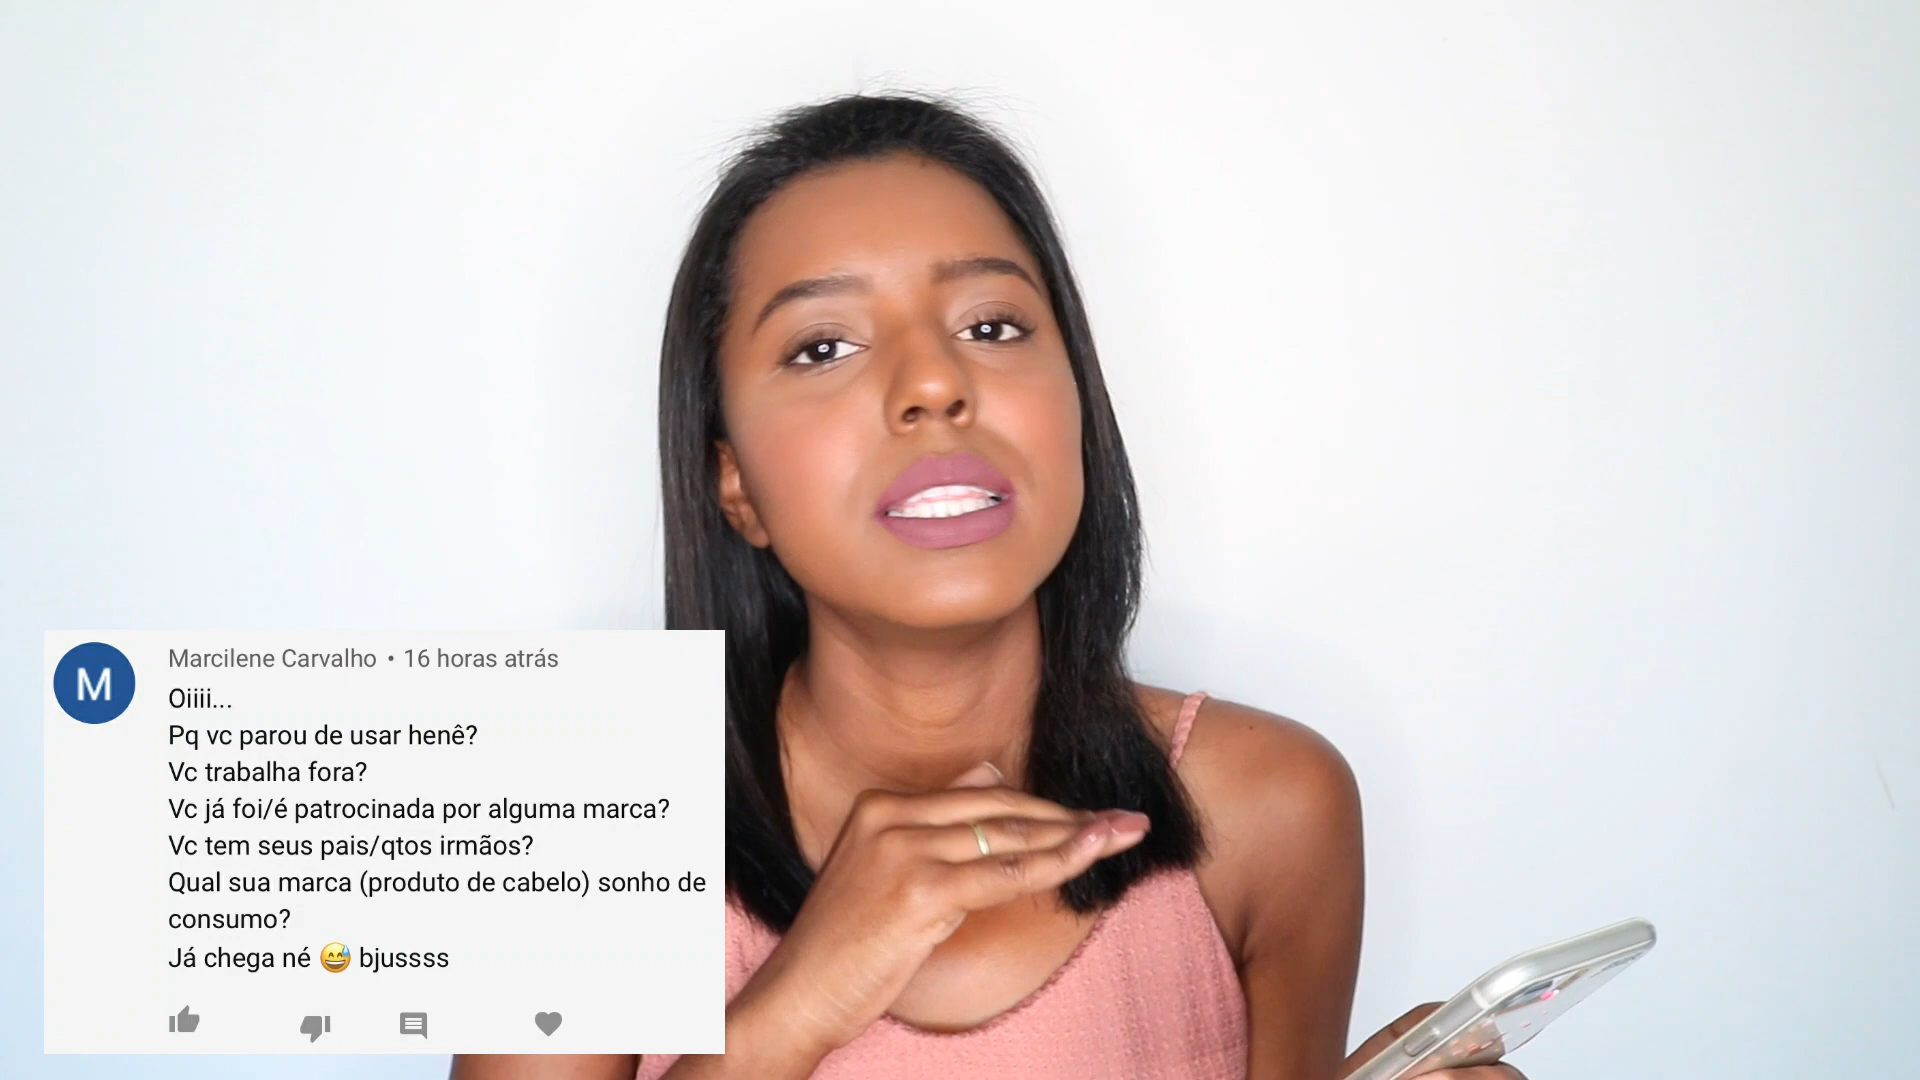 M
Marcilene Carvalho • 16 horas atrás
Oiiii...
Pq vc parou de usar henê?
Vc trabalha fora?
Vc já foi/é patrocinada por alguma marca?
Vc tem seus pais/qtos irmãos?
Qual sua marca (produto de cabelo) sonho de
consumo?
Já chega né 😅 bjussss